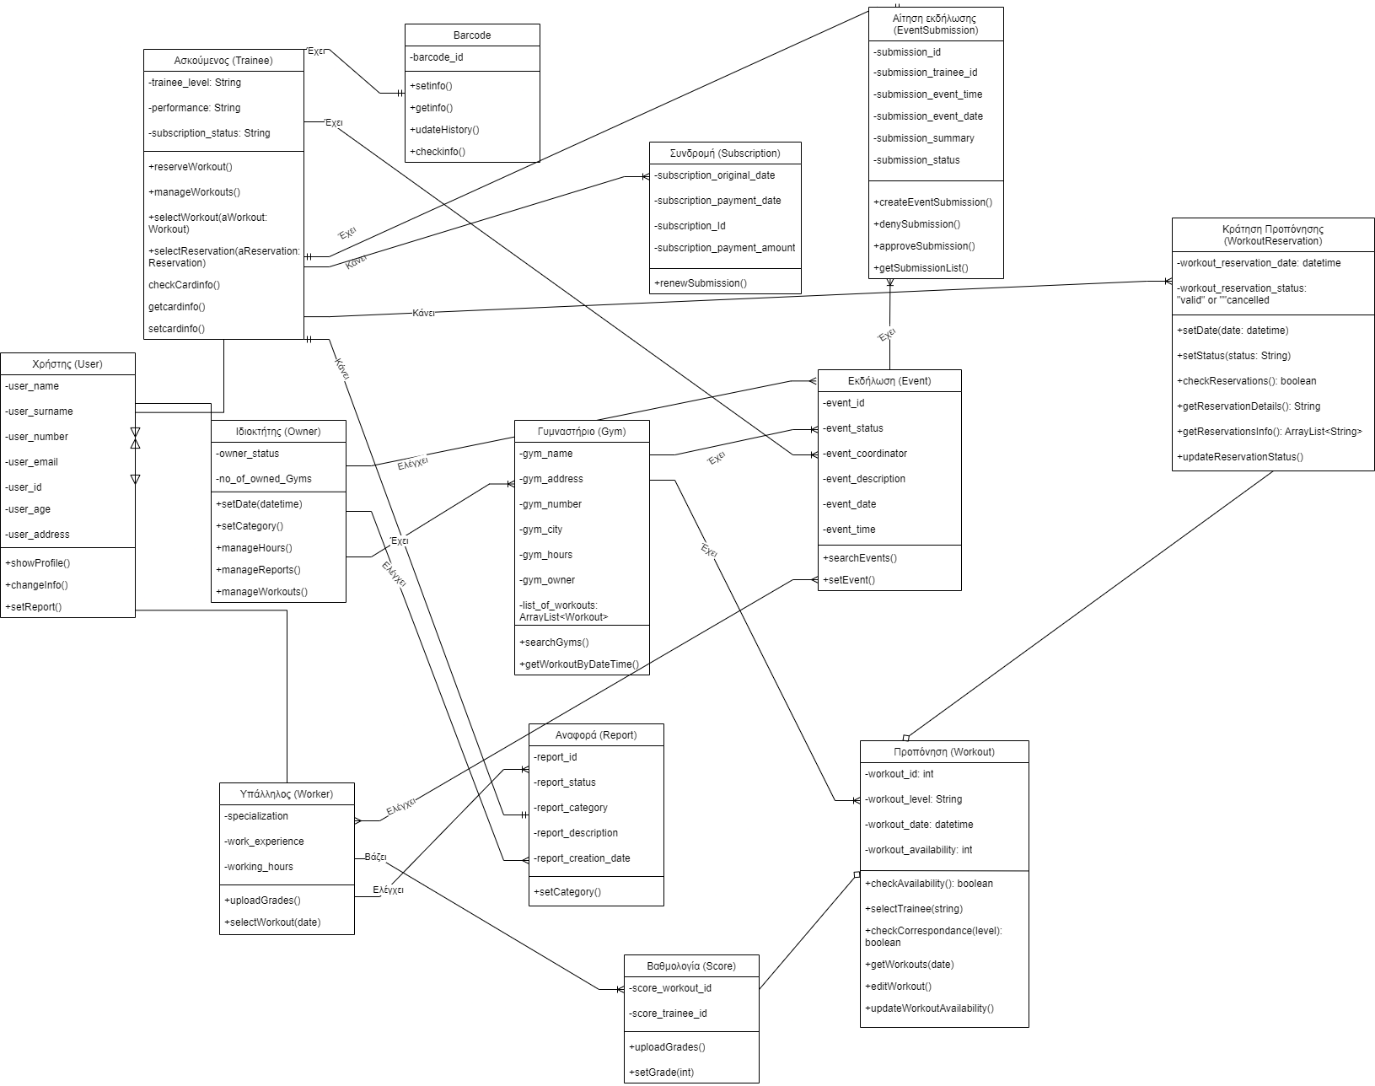 Ασκούμενος (Trainee)
-trainee_level: String
-performance: String
-subscription_status: String
+reserveWorkout()
+manageWorkouts()
+selectWorkout(aWorkout:
Workout)
+selectReservation(aReservation:
Reservation)
checkCardinfo()
getcardinfo()
setcardinfo()
Έχει
Έχει
Έχει
Κάνει
Κάνει
Κάνει
Barcode
-barcode_id
+setinfo()
+getinfo()
+udateHistory()
+checkinfo()
Συνδρομή (Subscription)
-subscription_original_date
-subscription_payment_date
-subscription_Id
-subscription_payment_amount
+renewSubmission()
Αίτηση εκδήλωσης
(EventSubmission)
-submission_id
-submission_trainee_id
-submission_event_time
-submission_event_date
-submission_summary
-submission_status
+createEventSubmission()
+denySubmission()
+approveSubmission()
+getSubmissionList()
Έχει
Κράτηση Προπόνησης
(WorkoutReservation)
-workout_reservation_date: datetime
-workout_reservation_status:
"valid" or ""cancelled
+setDate(date: datetime)
+setStatus(status: String)
+checkReservations(): boolean
+getReservationDetails(): String
+getReservationsInfo(): ArrayList<String>
+updateReservationStatus()
Χρήστης (User)
-user_name
-user_surname
-user_number
-user_email
-user_id
-user_age
-user_address
+showProfile()
+changeInfo()
+setReport()
Ιδιοκτήτης (Owner)
-owner_status
-no_of_owned_Gyms
+setDate(datetime)
+setCategory()
+manageHours()
+manageReports()
+manageWorkouts()
Ελέγχει
Έχει
Ελέγχει
Γυμναστήριο (Gym)
-gym_name
-gym_address
-gym_number
-gym_city
-gym_hours
-gym_owner
-list_of_workouts:
ArrayList<Workout>
+searchGyms()
+getWorkoutByDateTime()
Έχει
Έχει
Εκδήλωση (Event)
-event_id
-event_status
-event_coordinator
-event_description
-event_date
-event_time
+searchEvents()
+setEvent()
Αναφορά (Report)
-report_id
-report_status
-report_category
-report_description
-report_creation_date
+setCategory()
Προπόνηση (Workout)
-workout_id: int
-workout_level: String
-workout_date: datetime
-workout_availability: int
+checkAvailability(): boolean
+selectTrainee(string)
+checkCorrespondance(level):
boolean
+getWorkouts(date)
+editWorkout()
+updateWorkoutAvailability()
Υπάλληλος (Worker)
-specialization
-work_experience
-working_hours
+uploadGrades()
+selectWorkout(date)
Ελέγχει
Βάζει
Ελέγχει
Βαθμολογία (Score)
-score_workout_id
-score_trainee_id
+uploadGrades()
+setGrade(int)